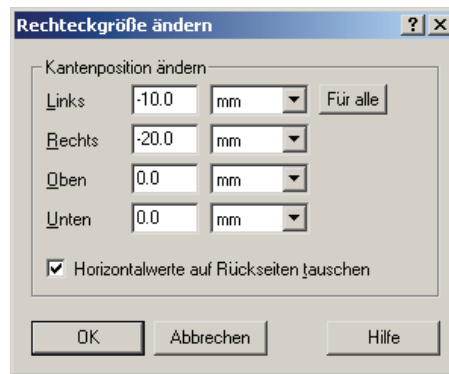 Rechteckgröße ändern
Kantenposition ändern
Links -10.0 mm Für alle
Rechts -20.0 mm
Oben 0.0 mm
Unten 0.0 mm
Horizontalwerte auf Rückseiten tauschen
OK Abbrechen Hilfe